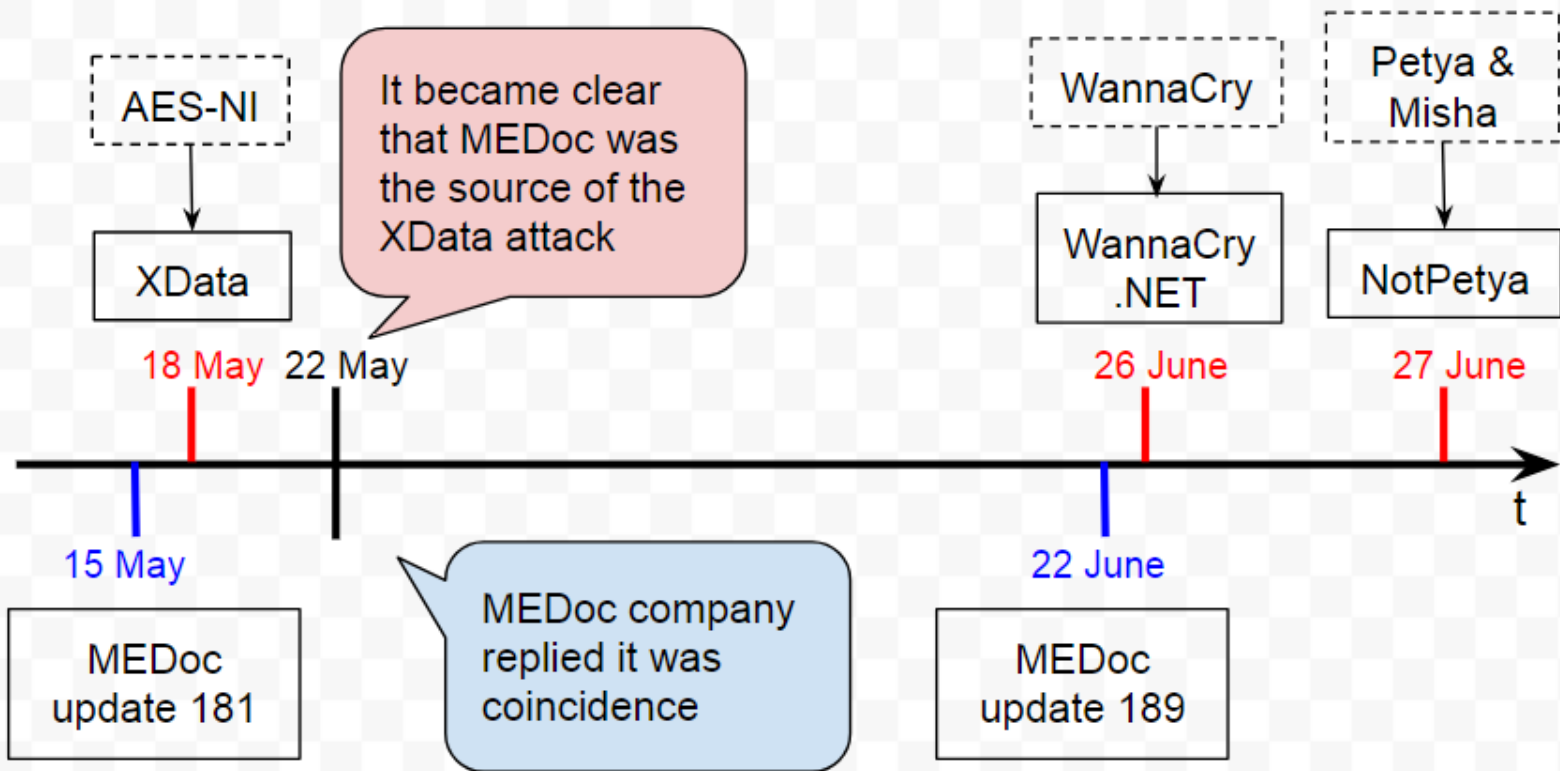 AES-NI
XData
It became clear
that MEDoc was
the source of the
XData attack
WannaCry
WannaCry
.NET
Petya &
Misha
NotPetya
18 May
22 May
26 June
27 June
t
15 May
22 June
MEDoc
update 181
MEDoc company
replied it was
coincidence
MEDoc
update 189